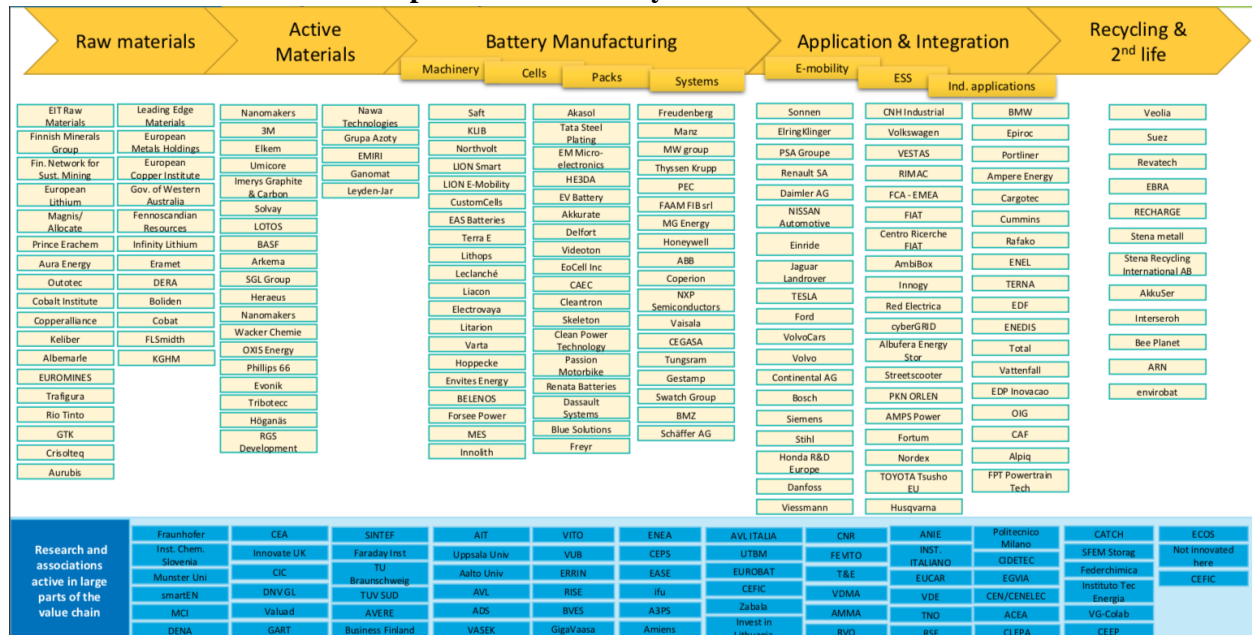 Raw materials
Active
Materials
Battery Manufacturing
Application & Integration
Recycling &
2nd life
Machinery
Cells
Packs
Systems
E-mobility
ESS
Ind. applications
EIT Raw
Materials
Finnish Minerals
Group
Fin. Network for
Sust. Mining
European
Lithium
Magnis/
Allocate
Prince Erachem
Aura Energy
Outotec
Cobalt Institute
Copperalliance
Keliber
Albemarle
EUROMINES
Trafigura
Rio Tinto
GTK
Crisolteq
Aurubis
Leading Edge
Materials
European
Metals Holdings
European
Copper Institute
Gov. of Western
Australia
Fennoscandian
Resources
Infinity Lithium
Eramet
DERA
Boliden
Cobat
FLSmidth
KGHM
Nanomakers
3M
Elkem
Umicore
Imerys Graphite
& Carbon
Solvay
LOTOS
BASF
Arkema
SGL Group
Heraeus
Nanomakers
Wacker Chemie
OXIS Energy
Phillips 66
Evonik
Tribotecc
Höganäs
RGS
Development
Nawa
Technologies
Grupa Azoty
EMIRI
Ganomat
Leyden-Jar
Saft
KLIB
Northvolt
LION Smart
LION E-Mobility
CustomCells
EAS Batteries
Terra E
Lithops
Leclanché
Liacon
Electrovaya
Litarion
Varta
Hoppecke
Envites Energy
BELENOS
Forsee Power
MES
Innolith
Akasol
Tata Steel
Plating
EM Micro-
electronics
HE3DA
EV Battery
Akkurate
Delfort
Videoton
EoCell Inc
CAEC
Cleantron
Skeleton
Clean Power
Technology
Passion
Motorbike
Renata Batteries
Dassault
Systems
Blue Solutions
Freyr
Freudenberg
Manz
MW group
Thyssen Krupp
PEC
FAAM FIB srl
MG Energy
Honeywell
ABB
Coperion
NXP
Semiconductors
Vaisala
CEGASA
Tungsram
Gestamp
Swatch Group
BMZ
Schäffer AG
Sonnen
ElringKlinger
PSA Groupe
Renault SA
Daimler AG
NISSAN
Automotive
Einride
Jaguar
Landrover
TESLA
Ford
VolvoCars
Volvo
Continental AG
Bosch
Siemens
Stihl
Honda R&D
Europe
Danfoss
Viessmann
CNH Industrial
Volkswagen
VESTAS
RIMAC
FCA - EMEA
FIAT
Centro Ricerche
FIAT
AmbiBox
Innogy
Red Electrica
cyberGRID
Albufera Energy
Stor
Streetscooter
PKN ORLEN
AMPS Power
Fortum
Nordex
TOYOTA Tsusho
EU
Husqvarna
BMW
Epiroc
Portliner
Ampere Energy
Cargotec
Cummins
Rafako
ENEL
TERNA
EDF
ENEDIS
Total
Vattenfall
EDP Inovacao
OIG
CAF
Alpiq
FPT Powertrain
Tech
Veolia
Suez
Revatech
EBRA
RECHARGE
Stena metall
Stena Recycling
International AB
AkkuSer
Interseroh
Bee Planet
ARN
envirobat
Research and
associations
active in large
parts of the
value chain
Fraunhofer
Inst. Chem.
Slovenia
Munster Uni
smartEN
MCI
DENA
CEA
Innovate UK
CIC
DNV GL
Valuad
GART
SINTEF
Faraday Inst
TU
Braunschweig
TUV SUD
AVERE
Business Finland
AIT
Uppsala Univ
Aalto Univ
AVL
ADS
VASEK
VITO
VUB
ERRIN
RISE
BVES
GigaVaasa
ENEA
CEPS
EASE
ifu
A3PS
Amiens
AVL ITALIA
UTBM
EUROBAT
CEFIC
Zabala
Invest in
Lithuania
CNR
FEMTO
T&E
VDMA
AMMA
RVO
ANIE
INST.
ITALIANO
EUCAR
VDE
TNO
RSE
Politecnico
Milano
CIDETEC
EGVIA
CEN/CENELEC
ACEA
CLEPA
CATCH
SFEM Storag
Federchimica
Instituto Tec
Energia
VG-Colab
CEEP
ECOS
Not innovated
here
CEFIC